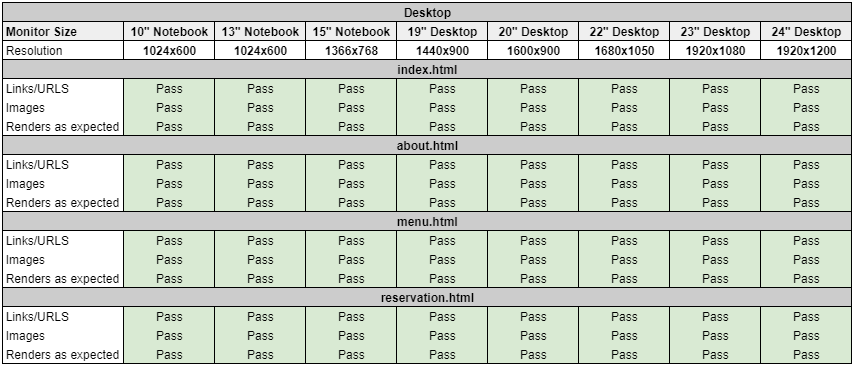 Desktop
Monitor Size 10" Notebook 13" Notebook 15" Notebook 19" Desktop 20" Desktop 22" Desktop 23" Desktop 24" Desktop
Resolution 1024x600 1024x600 1366x768 1440x900 1600x900 1680x1050 1920x1080 1920x1200
index.html
Links/URLS Pass Pass Pass Pass Pass Pass Pass Pass
Images Pass Pass Pass Pass Pass Pass Pass Pass
Renders as expected Pass Pass Pass Pass Pass Pass Pass Pass
about.html
Links/URLS Pass Pass Pass Pass Pass Pass Pass Pass
Images Pass Pass Pass Pass Pass Pass Pass Pass
Renders as expected Pass Pass Pass Pass Pass Pass Pass Pass
menu.html
Links/URLS Pass Pass Pass Pass Pass Pass Pass Pass
Images Pass Pass Pass Pass Pass Pass Pass Pass
Renders as expected Pass Pass Pass Pass Pass Pass Pass Pass
reservation.html
Links/URLS Pass Pass Pass Pass Pass Pass Pass Pass
Images Pass Pass Pass Pass Pass Pass Pass Pass
Renders as expected Pass Pass Pass Pass Pass Pass Pass Pass